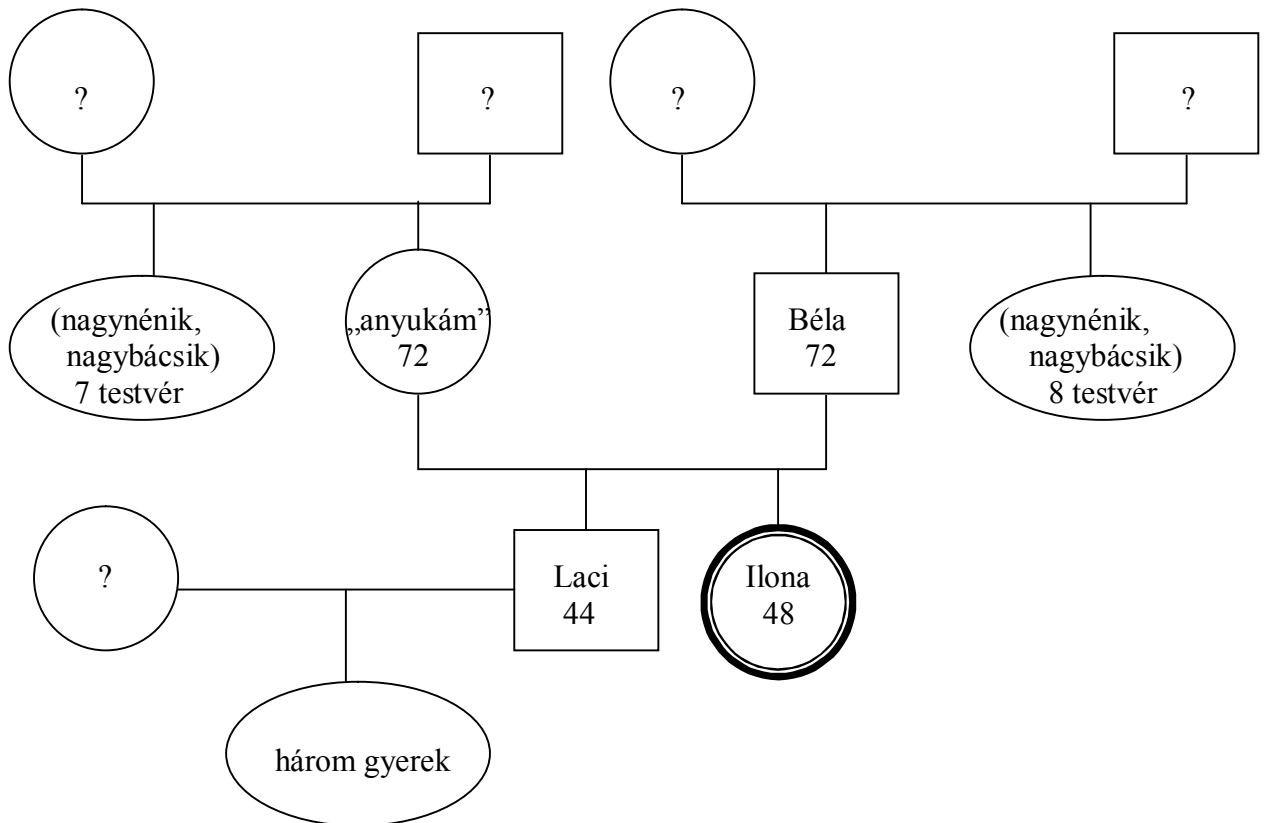 ?
?
?
?
(nagynénik,
nagybácsik)
7 testvér
„anyukám”
72
Béla
72
(nagynénik,
nagybácsik)
8 testvér
?
Laci
44
Ilona
48
három gyerek